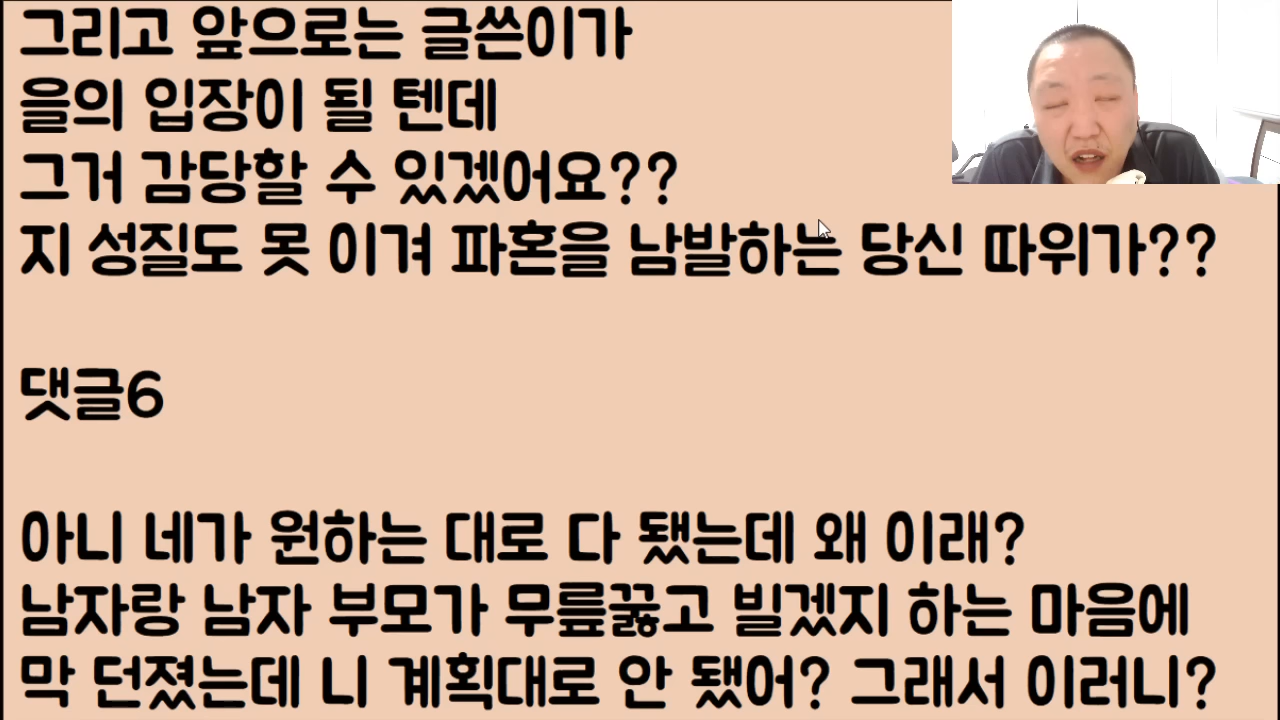 그리고 앞으로는 글쓴이가
을의 입장이 될 텐데
그거 감당할 수 있겠어요??
지 성질도 못 이겨 파혼을 남발하는 당신 따위가??
댓글6
아니 네가 원하는 대로 다 됐는데 왜 이래?
남자랑 남자 부모가 무릎꿇고 빌겠지 하는 마음에
막 던졌는데 니 계획대로 안 됐어? 그래서 이러니?